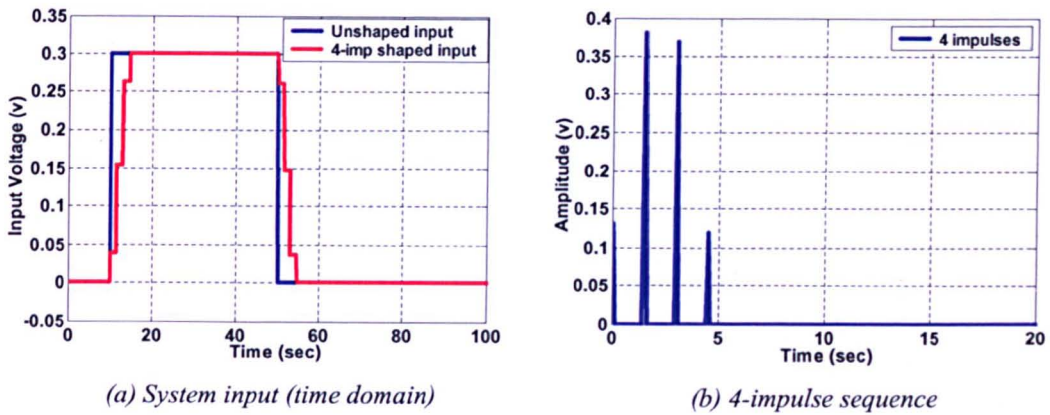 0.35
0.3
0.25
0.2
0.15
0.1
0.05
0
-0.05
Input Voltage (v)
Unshaped input
4-imp shaped input
0 20 40 60 80 100
Time (sec)
(a) System input (time domain)
0.4
0.35
0.3
0.25
0.2
0.15
0.1
0.05
0
Amplitude (v)
4 impulses
0 5 10 15 20
Time (sec)
(b) 4-impulse sequence